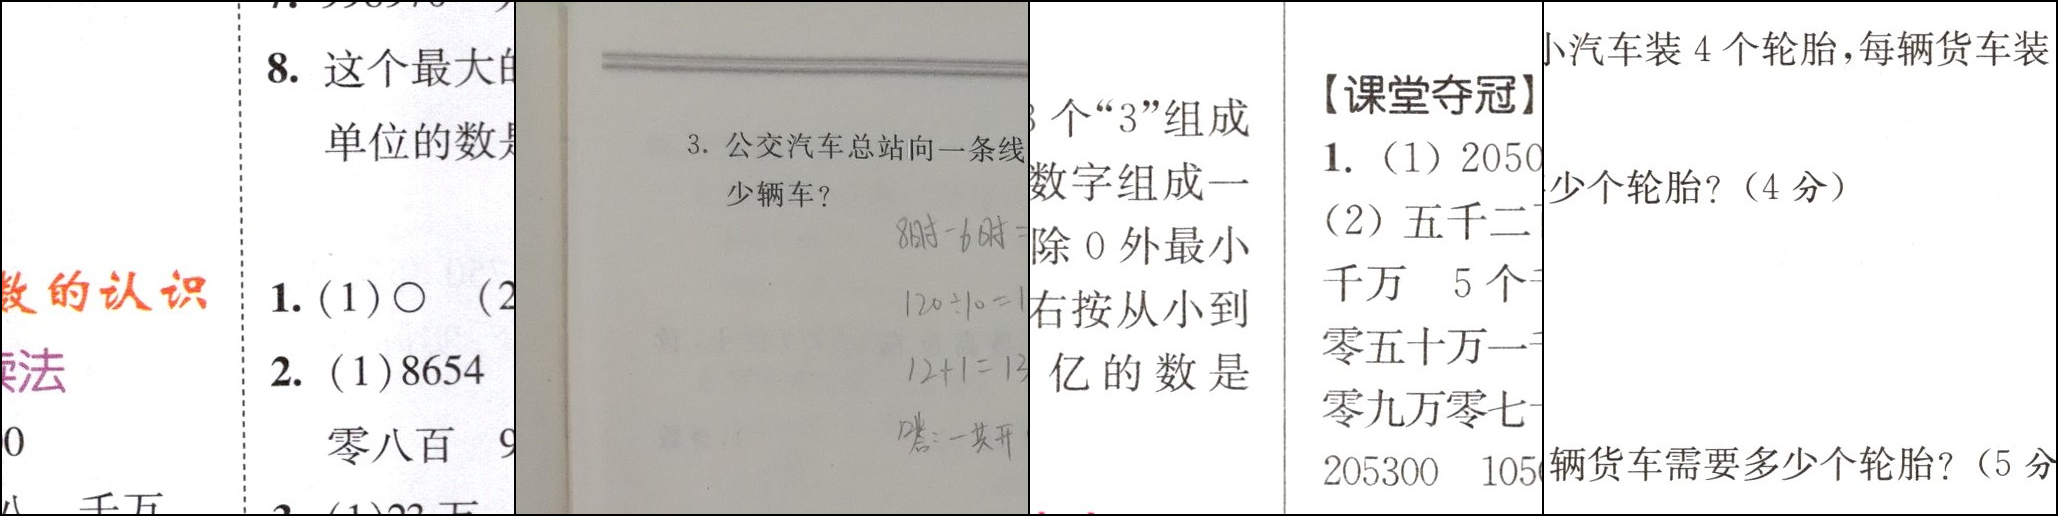 8. 这个最大的
单位的数是
数的认识
读法
0
1. (1)○ (2
2. (1)8654
零八百 9
3. (1)23 万
3. 公交汽车总站向一条线
少辆车?
8时-6时=
120÷10=1
12+1=13
答:一共开
个“3”组成
数字组成一
除 0 外最小
右按从小到
亿的数是
【课堂夺冠】
1. (1) 2050
(2) 五千二
千万 5 个
零五十万一
零九万零七
205300 105
小汽车装 4 个轮胎,每辆货车装
少个轮胎?(4 分)
辆货车需要多少个轮胎?(5 分